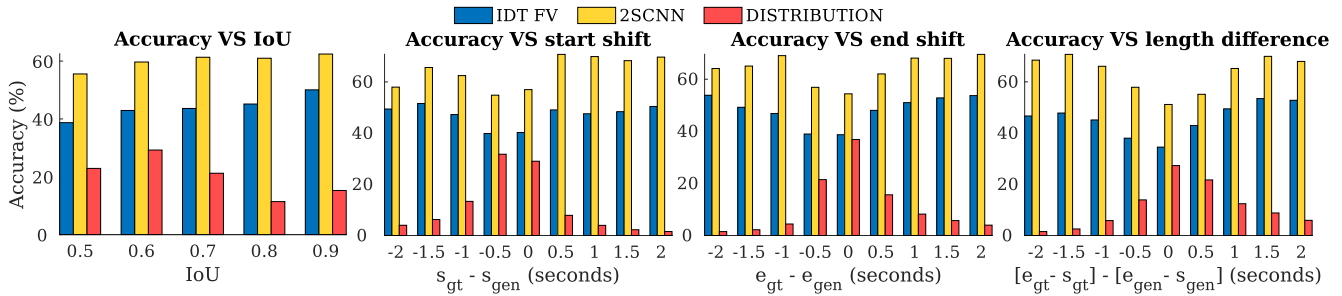 IDT FV 2SCNN DISTRIBUTION
Accuracy VS IoU
Accuracy (%)
60
40
20
0
0.5 0.6 0.7 0.8 0.9
IoU
Accuracy VS start shift
60
40
20
0
-2 -1.5 -1 -0.5 0 0.5 1 1.5 2
s_gt - s_gen (seconds)
Accuracy VS end shift
60
40
20
0
-2 -1.5 -1 -0.5 0 0.5 1 1.5 2
e_gt - e_gen (seconds)
Accuracy VS length difference
60
40
20
0
-2 -1.5 -1 -0.5 0 0.5 1 1.5 2
[e_gt - s_gt] - [e_gen - s_gen] (seconds)